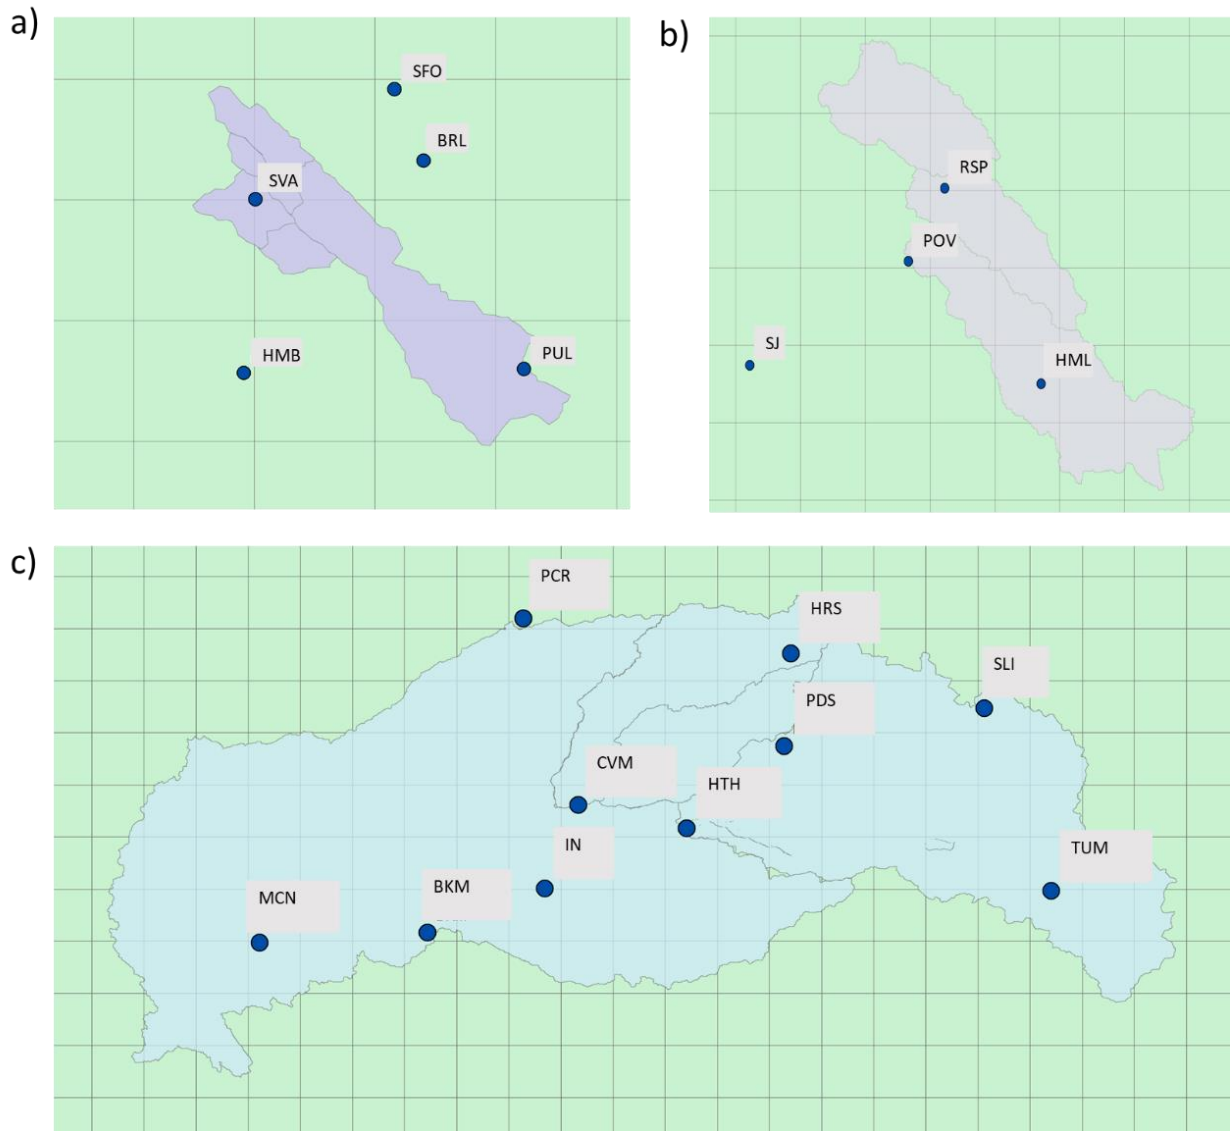 a)
SFO
BRL
SVA
HMB
PUL
b)
RSP
POV
SJ
HML
c)
PCR
HRS
SLI
PDS
CVM
HTH
IN
TUM
BKM
MCN